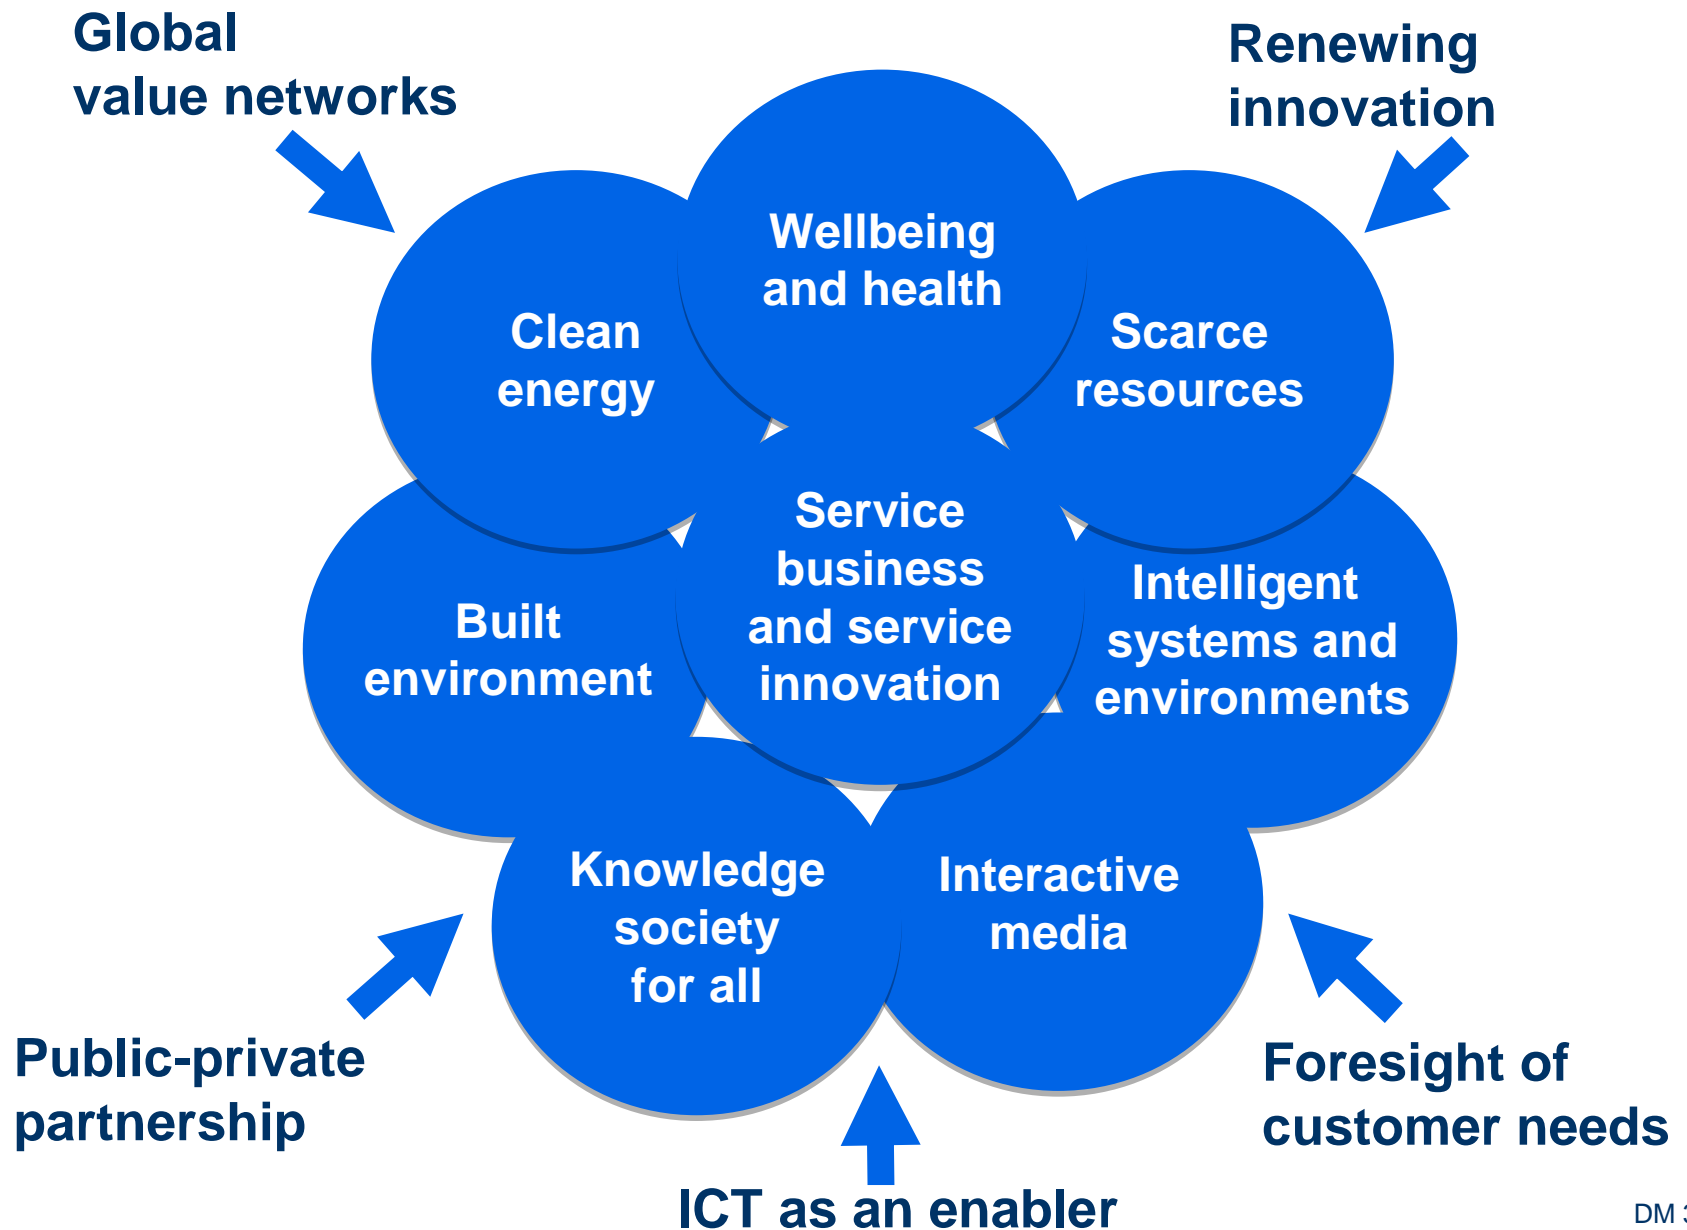 Global
value networks
Renewing
innovation
Wellbeing
and health
Clean
energy
Scarce
resources
Service
business
and service
innovation
Built
environment
Intelligent
systems and
environments
Knowledge
society
for all
Interactive
media
Public-private
partnership
Foresight of
customer needs
ICT as an enabler
DM